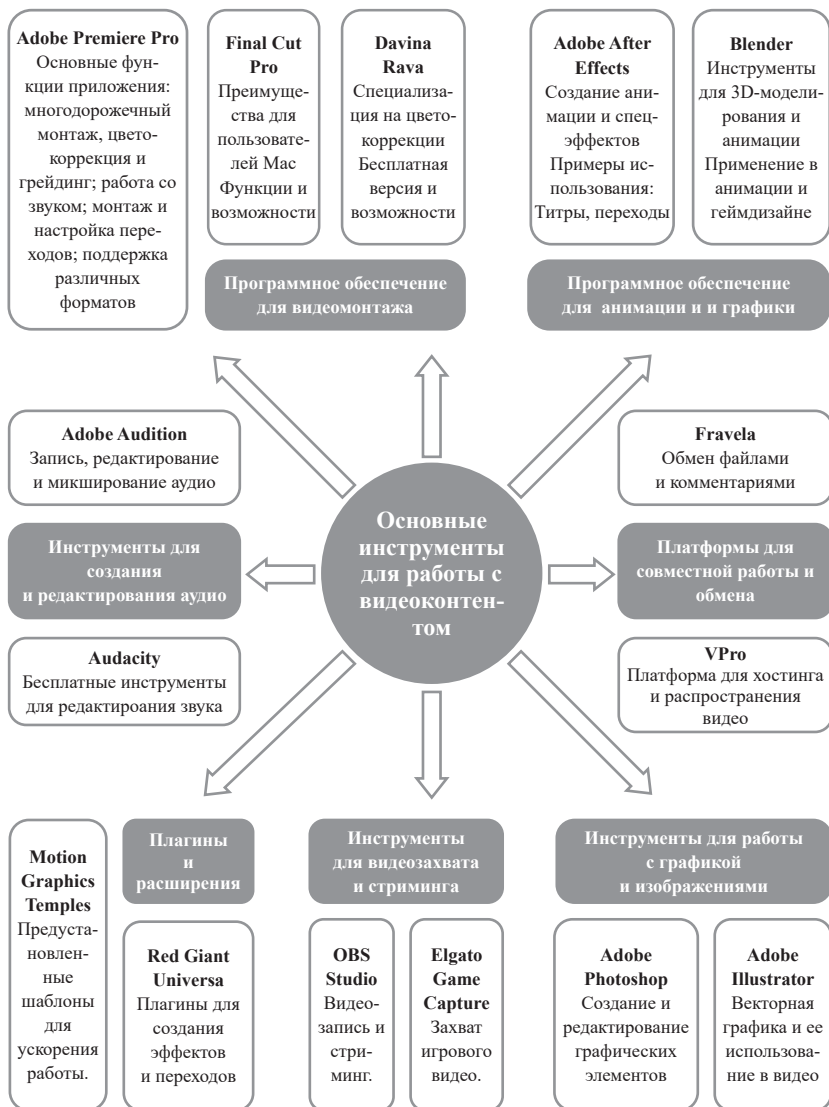 Adobe Premiere Pro
Основные фун-
кции приложения:
многодорожечный
монтаж, цвето-
коррекция и
грейдинг; работа со
звуком; монтаж и
настройка пере-
ходов; поддержка
различных
форматов
Final Cut
Pro
Преимуще-
ства для
пользовате-
лей Mac
Функции и
возможности
Davina
Rava
Специализа-
ция на цвето-
коррекции
Бесплатная
версия и
возможности
Программное обеспечение
для видеомонтажа
Adobe After
Effects
Создание ани-
мации и спец-
эффектов
Примеры ис-
пользования:
Титры, переходы
Blender
Инструменты
для 3D-модели-
рования и
анимации
Применение в
анимации и
геймдизайне
Программное обеспечение
для анимации и и графики
Adobe Audition
Запись, редактирование
и микширование аудио
Инструменты для
создания
и редактирования аудио
Audacity
Бесплатные инструменты
для редактироания звука
Основные
инструменты
для работы с
видеоконтен-
том
Fravela
Обмен файлами
и комментариями
Платформы для
совместной работы и
обмена
VPro
Платформа для хостинга
и распространения
видео
Motion
Graphics
Temples
Предуста-
новлен-
ные
шаблоны
для
ускорения
работы.
Плагины
и
расширения
Red Giant
Universa
Плагины для
создания
эффектов
и переходов
Инструменты
для видеозахвата
и стриминга
OBS
Studio
Видео-
запись и
стри-
минг.
Elgato
Game
Capture
Захват
игрового
видео.
Инструменты для работы
с графикой
и изображениями
Adobe
Photoshop
Создание и
редактирование
графических
элементов
Adobe
Illustrator
Векторная
графика и ее
использова-
ние в видео